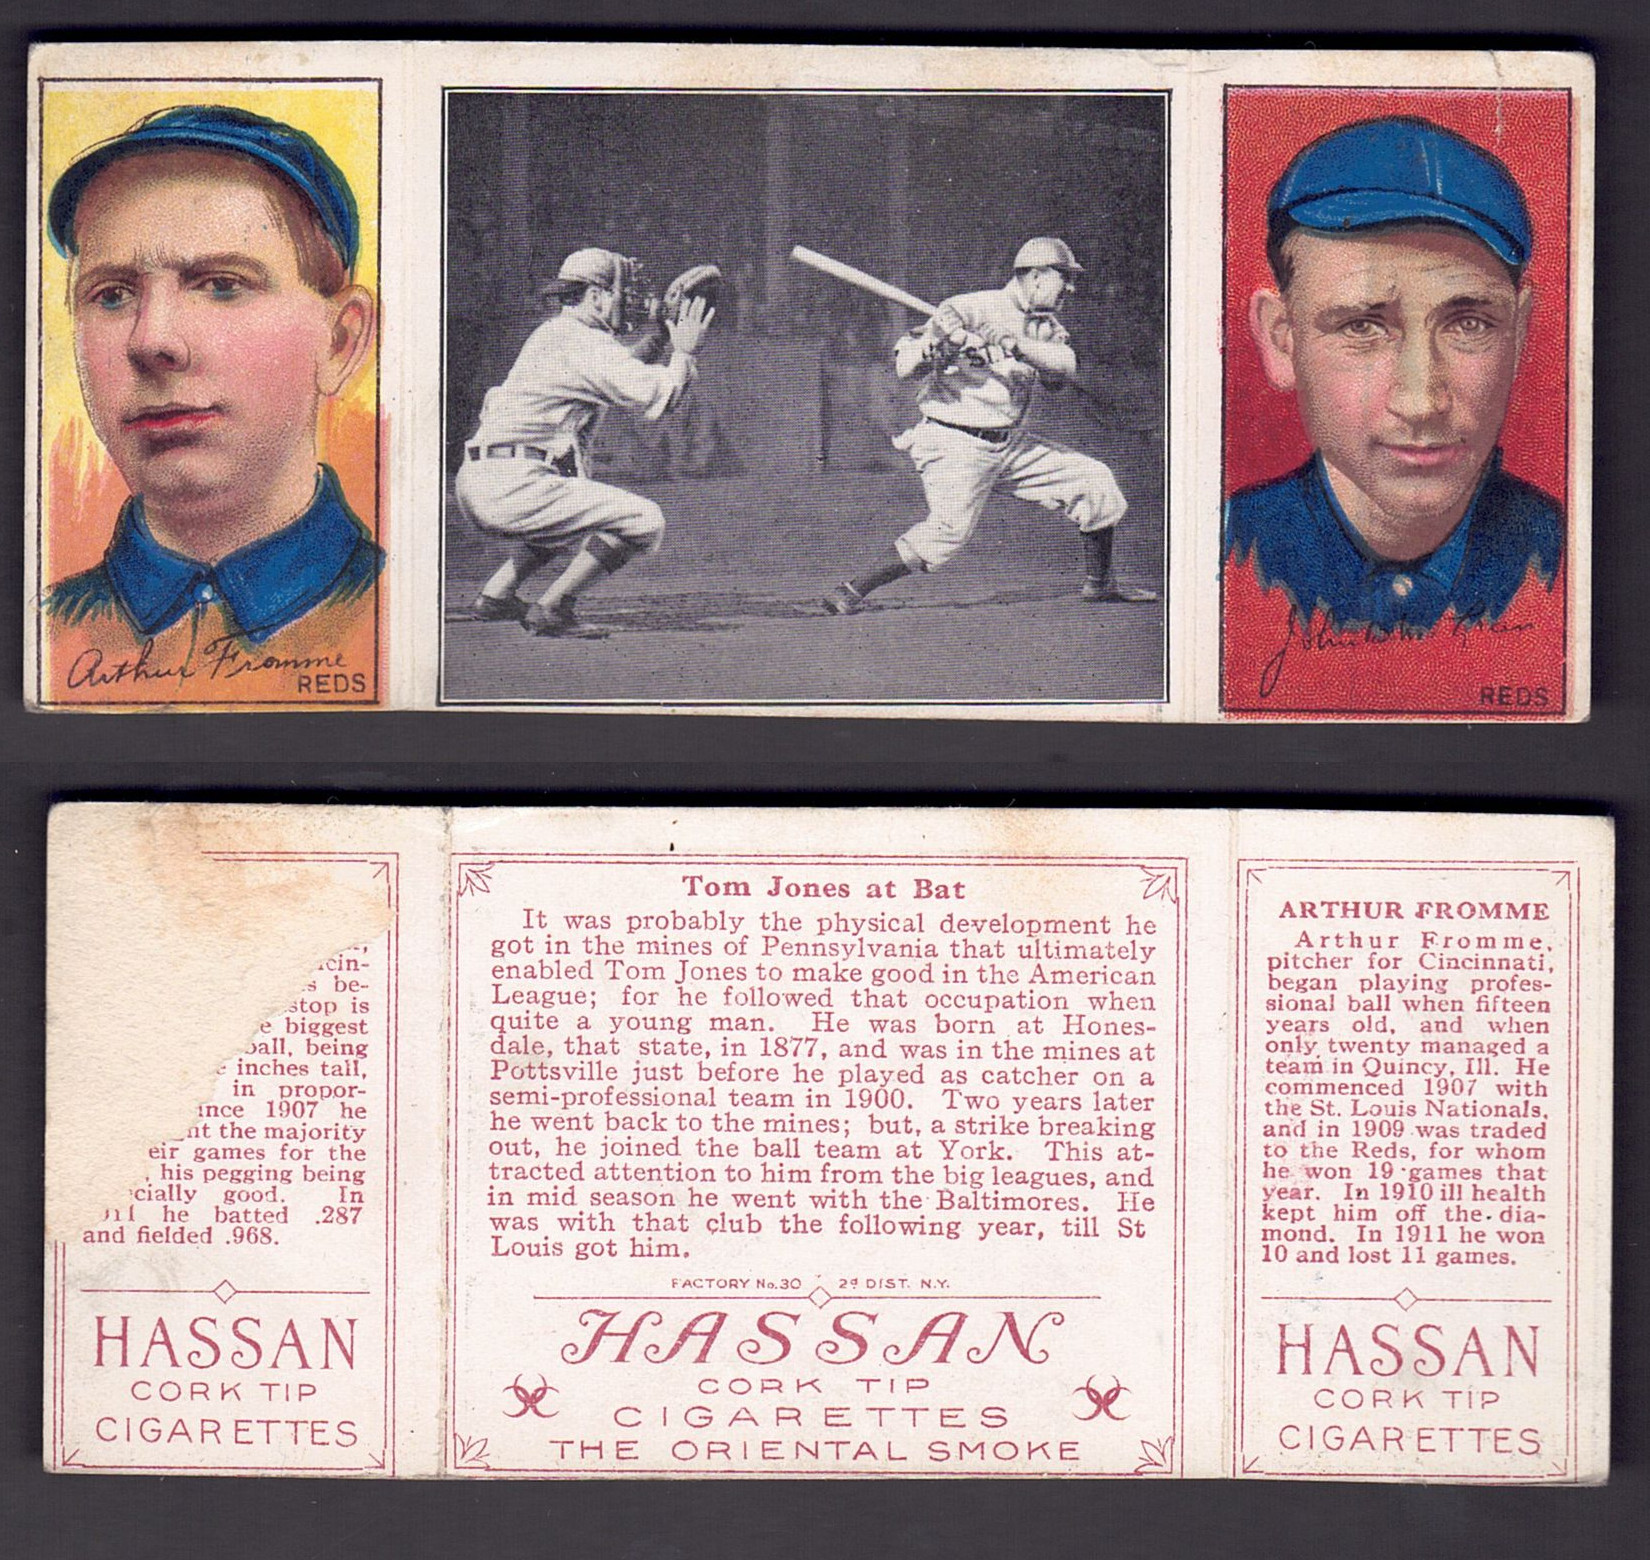 Arthur Fromme
REDS
John
REDS
cin-
be-
stop is
biggest
ball, being
inches tall,
in propor-
1907 he
the majority
games for the
his pegging being
good. In
he batted .287
and fielded .968.
HASSAN
CORK TIP
CIGARETTES
Tom Jones at Bat
It was probably the physical development he
got in the mines of Pennsylvania that ultimately
enabled Tom Jones to make good in the American
League; for he followed that occupation when
quite a young man. He was born at Hones-
dale, that state, in 1877, and was in the mines at
Pottsville just before he played as catcher on a
semi-professional team in 1900. Two years later
he went back to the mines; but, a strike breaking
out, he joined the ball team at York. This at-
tracted attention to him from the big leagues, and
in mid season he went with the Baltimores. He
was with that club the following year, till St
Louis got him.
FACTORY No.30 2d DIST. N.Y.
HASSAN
CORK TIP
CIGARETTES
THE ORIENTAL SMOKE
ARTHUR FROMME
Arthur Fromme,
pitcher for Cincinnati,
began playing profes-
sional ball when fifteen
years old, and when
only twenty managed a
team in Quincy, Ill. He
commenced 1907 with
the St. Louis Nationals,
and in 1909 was traded
to the Reds, for whom
he won 19 games that
year. In 1910 ill health
kept him off the dia-
mond. In 1911 he won
10 and lost 11 games.
HASSAN
CORK TIP
CIGARETTES